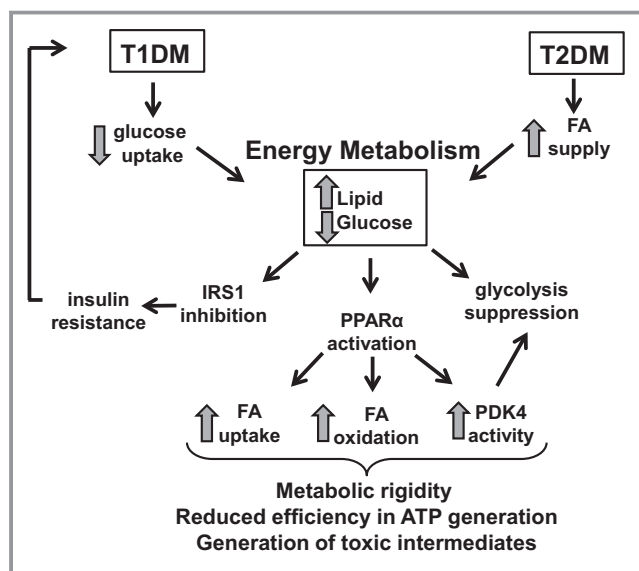 T1DM
T2DM
glucose
uptake
FA
supply
Energy Metabolism
Lipid
Glucose
insulin
resistance
IRS1
inhibition
PPARα
activation
glycolysis
suppression
FA
uptake
FA
oxidation
PDK4
activity
Metabolic rigidity
Reduced efficiency in ATP generation
Generation of toxic intermediates